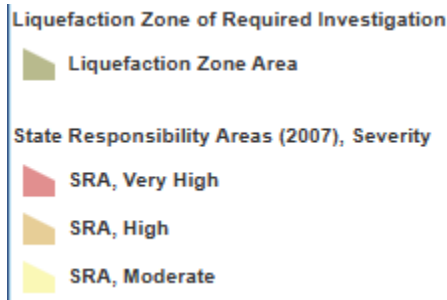 Liquefaction Zone of Required Investigation
Liquefaction Zone Area
State Responsibility Areas (2007), Severity
SRA, Very High
SRA, High
SRA, Moderate